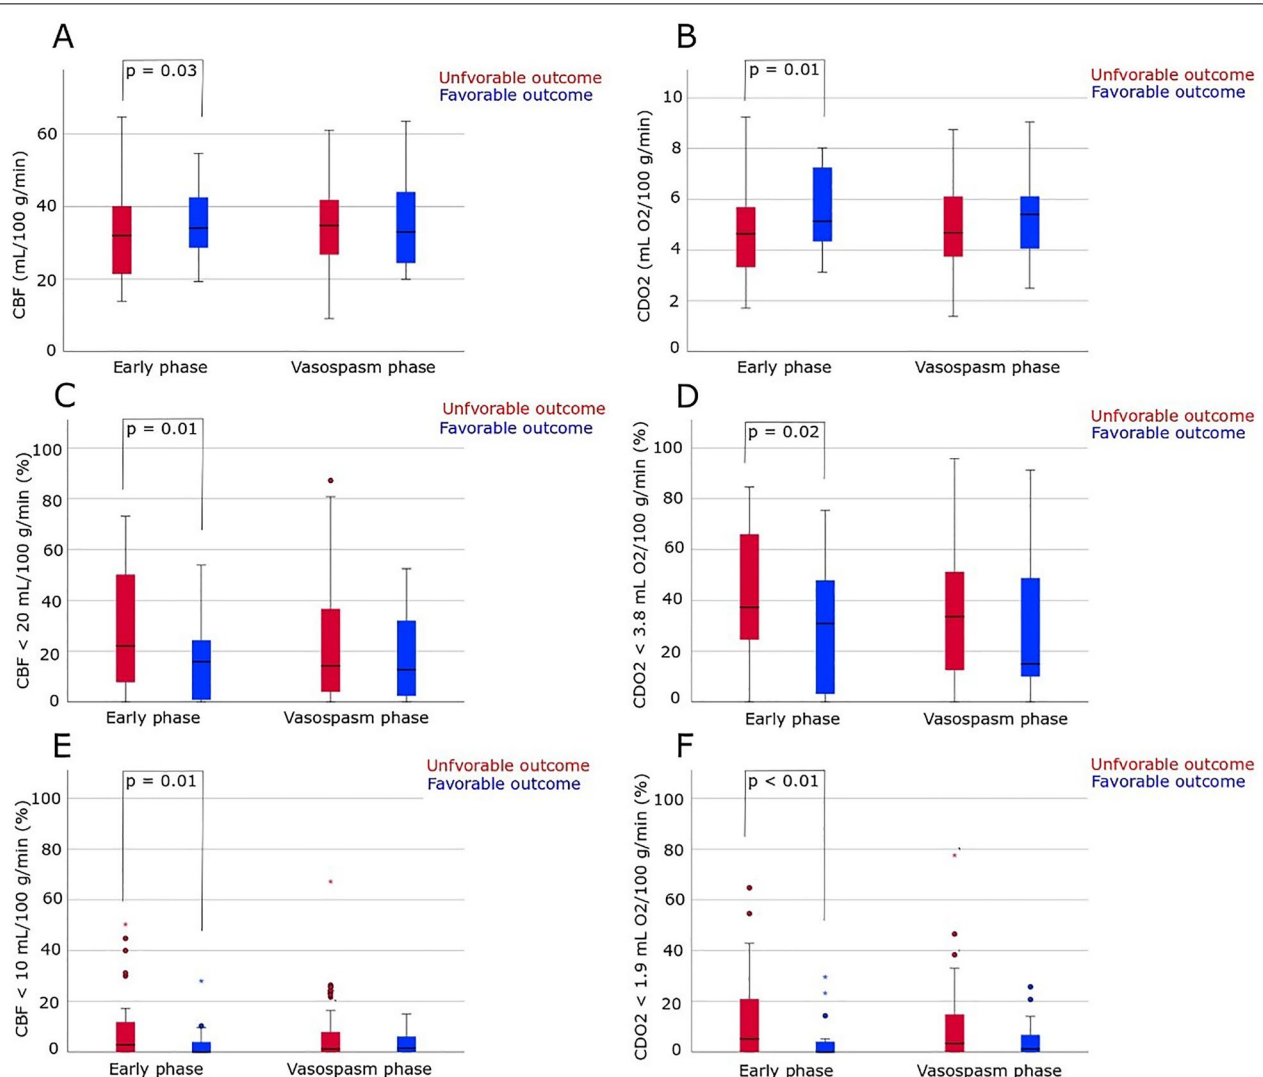 A
p = 0.03
Unfvorable outcome
Favorable outcome
CBF (mL/100 g/min)
60
40
20
0
Early phase
Vasospasm phase
B
p = 0.01
Unfvorable outcome
Favorable outcome
CDO2 (mL O2/100 g/min)
10
8
6
4
2
0
Early phase
Vasospasm phase
C
p = 0.01
Unfvorable outcome
Favorable outcome
CBF < 20 mL/100 g/min (%)
100
80
60
40
20
0
Early phase
Vasospasm phase
D
p = 0.02
Unfvorable outcome
Favorable outcome
CDO2 < 3.8 mL O2/100 g/min (%)
100
80
60
40
20
0
Early phase
Vasospasm phase
E
p = 0.01
Unfvorable outcome
Favorable outcome
CBF < 10 mL/100 g/min (%)
100
80
60
40
20
0
Early phase
Vasospasm phase
F
p < 0.01
Unfvorable outcome
Favorable outcome
CDO2 < 1.9 mL O2/100 g/min (%)
100
80
60
40
20
0
Early phase
Vasospasm phase